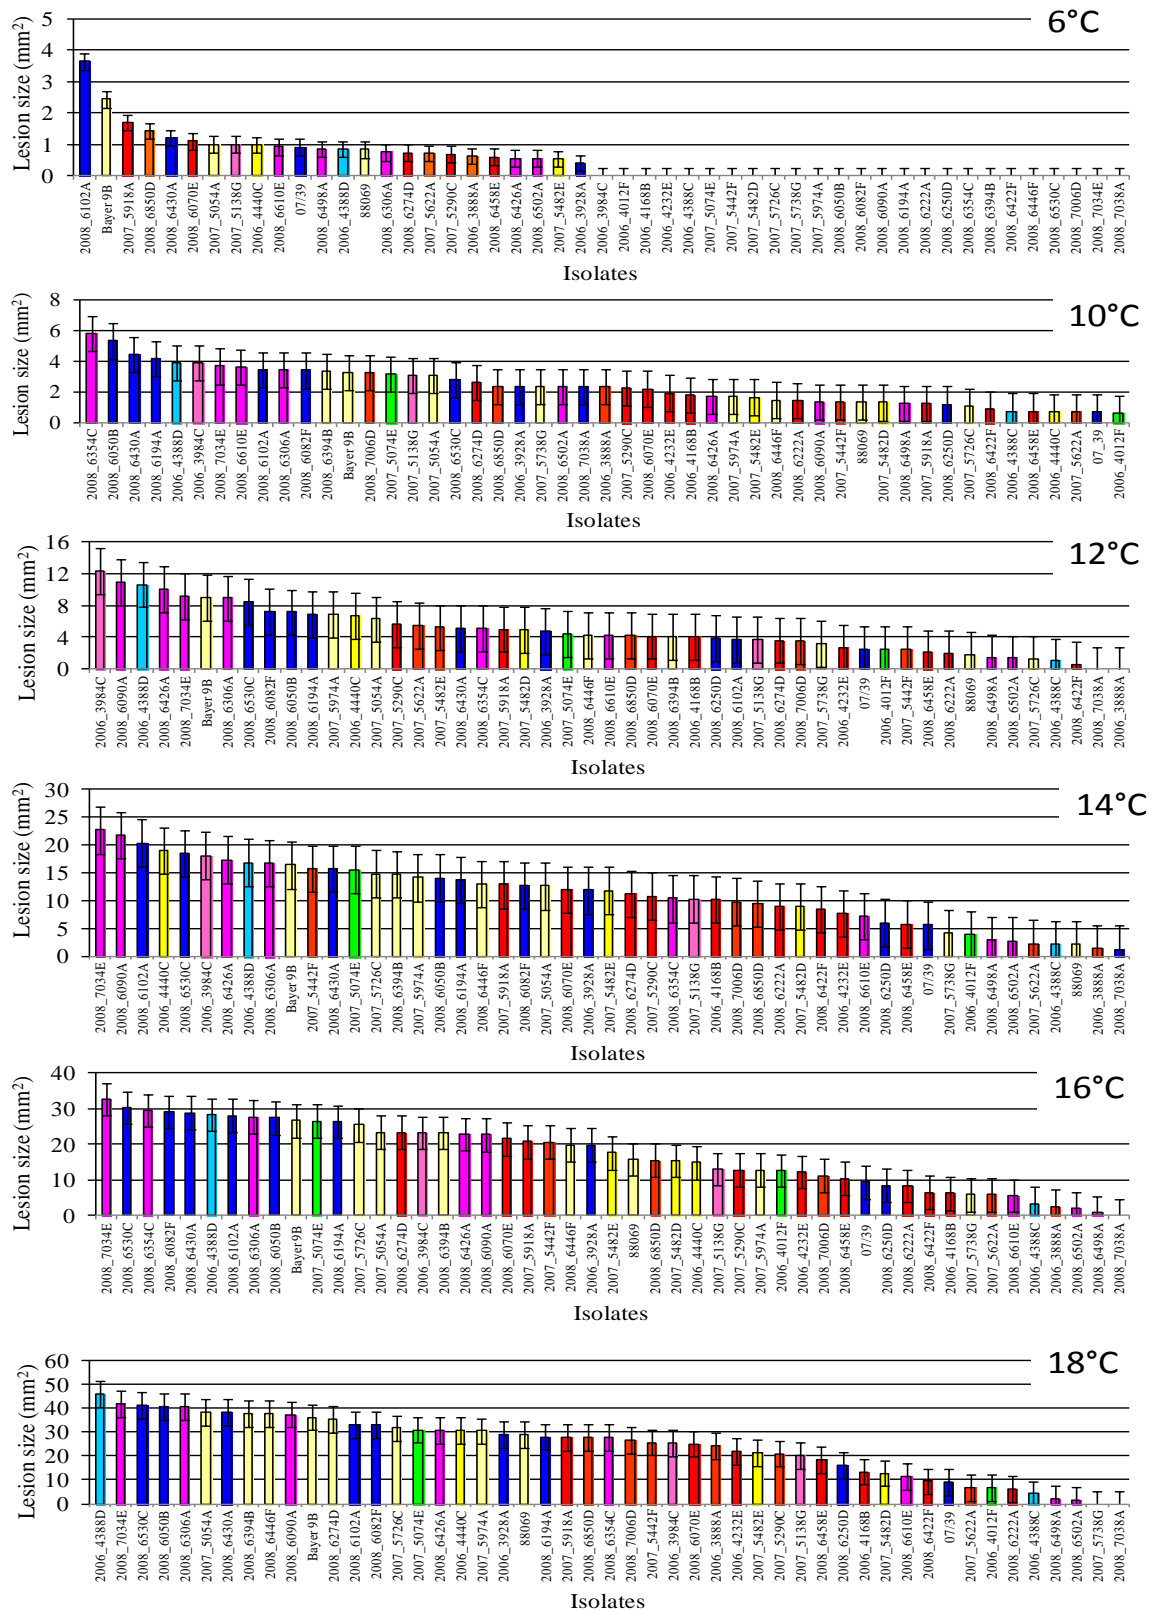 6°C
Lesion size (mm²)
5
4
3
2
1
0
2008_6102A
Bayer 9B
2007_5918A
2008_6850D
2008_6430A
2008_6070E
2007_5054A
2007_5138G
2006_4440C
2008_6610E
07/39
2008_6498A
2006_4388D
88069
2008_6306A
2008_6274D
2007_5622A
2007_5290C
2006_3888A
2008_6458E
2008_6426A
2008_6502A
2007_5482E
2006_3928A
2006_3984C
2006_4012F
2006_4168B
2006_4232E
2006_4388C
2007_5074E
2007_5442F
2007_5482D
2007_5726C
2007_5738G
2007_5974A
2008_6050B
2008_6082F
2008_6090A
2008_6194A
2008_6222A
2008_6250D
2008_6354C
2008_6394B
2008_6422F
2008_6446F
2008_6530C
2008_7006D
2008_7034E
2008_7038A
Isolates
10°C
Lesion size (mm²)
8
6
4
2
0
2008_6354C
2008_6050B
2008_6430A
2008_6194A
2006_4388D
2006_3984C
2008_7034E
2008_6610E
2008_6102A
2008_6306A
2008_6082F
2008_6394B
Bayer 9B
2008_7006D
2007_5074E
2007_5138G
2007_5054A
2008_6530C
2008_6274D
2008_6850D
2006_3928A
2007_5738G
2008_6502A
2008_7038A
2006_3888A
2007_5290C
2008_6070E
2006_4232E
2006_4168B
2008_6426A
2007_5974A
2007_5482E
2008_6446F
2008_6222A
2008_6090A
2007_5442F
88069
2007_5482D
2008_6498A
2007_5918A
2008_6250D
2007_5726C
2008_6422F
2006_4388C
2008_6458E
2006_4440C
2007_5622A
07_39
2006_4012F
Isolates
12°C
Lesion size (mm²)
16
12
8
4
0
2006_3984C
2008_6090A
2006_4388D
2008_6426A
2008_7034E
Bayer 9B
2008_6306A
2008_6530C
2008_6082F
2008_6050B
2008_6194A
2007_5974A
2006_4440C
2007_5054A
2007_5290C
2007_5622A
2007_5482E
2008_6430A
2008_6354C
2007_5918A
2007_5482D
2006_3928A
2007_5074E
2008_6446F
2008_6610E
2008_6850D
2008_6070E
2008_6394B
2006_4168B
2008_6250D
2008_6102A
2007_5138G
2008_6274D
2008_7006D
2007_5738G
2006_4232E
07/39
2006_4012F
2007_5442F
2008_6458E
2008_6222A
88069
2008_6498A
2008_6502A
2007_5726C
2006_4388C
2008_6422F
2008_7038A
2006_3888A
Isolates
14°C
Lesion size (mm²)
30
25
20
15
10
5
0
2008_7034E
2008_6090A
2008_6102A
2006_4440C
2008_6530C
2006_3984C
2008_6426A
2006_4388D
2008_6306A
Bayer 9B
2007_5442F
2008_6430A
2007_5074E
2007_5726C
2008_6394B
2007_5974A
2008_6050B
2008_6194A
2008_6446F
2007_5918A
2008_6082F
2007_5054A
2008_6070E
2006_3928A
2007_5482E
2008_6274D
2007_5290C
2008_6354C
2007_5138G
2006_4168B
2008_7006D
2008_6850D
2008_6222A
2007_5482D
2008_6422F
2006_4232E
2008_6610E
2008_6250D
2008_6458E
07/39
2007_5738G
2006_4012F
2008_6498A
2008_6502A
2007_5622A
2006_4388C
88069
2006_3888A
2008_7038A
Isolates
16°C
Lesion size (mm²)
40
30
20
10
0
2008_7034E
2008_6530C
2008_6354C
2008_6082F
2008_6430A
2006_4388D
2008_6102A
2008_6306A
2008_6050B
Bayer 9B
2007_5074E
2008_6194A
2007_5726C
2007_5054A
2008_6274D
2006_3984C
2008_6394B
2008_6426A
2008_6090A
2008_6070E
2007_5918A
2007_5442F
2008_6446F
2006_3928A
2007_5482E
88069
2008_6850D
2007_5482D
2006_4440C
2007_5138G
2007_5290C
2007_5974A
2006_4012F
2006_4232E
2008_7006D
2008_6458E
07/39
2008_6250D
2008_6222A
2008_6422F
2006_4168B
2007_5738G
2007_5622A
2008_6610E
2006_4388C
2006_3888A
2008_6502A
2008_6498A
2008_7038A
Isolates
18°C
Lesion size (mm²)
60
50
40
30
20
10
0
2006_4388D
2008_7034E
2008_6530C
2008_6050B
2008_6306A
2007_5054A
2008_6430A
2008_6394B
2008_6446F
2008_6090A
Bayer 9B
2008_6274D
2008_6102A
2008_6082F
2007_5726C
2007_5074E
2008_6426A
2006_4440C
2007_5974A
2006_3928A
88069
2008_6194A
2007_5918A
2008_6850D
2008_6354C
2008_7006D
2007_5442F
2006_3984C
2008_6070E
2006_3888A
2006_4232E
2007_5482E
2007_5290C
2007_5138G
2008_6458E
2008_6250D
2006_4168B
2007_5482D
2008_6610E
2008_6422F
07/39
2007_5622A
2006_4012F
2008_6222A
2006_4388C
2008_6498A
2008_6502A
2007_5738G
2008_7038A
Isolates